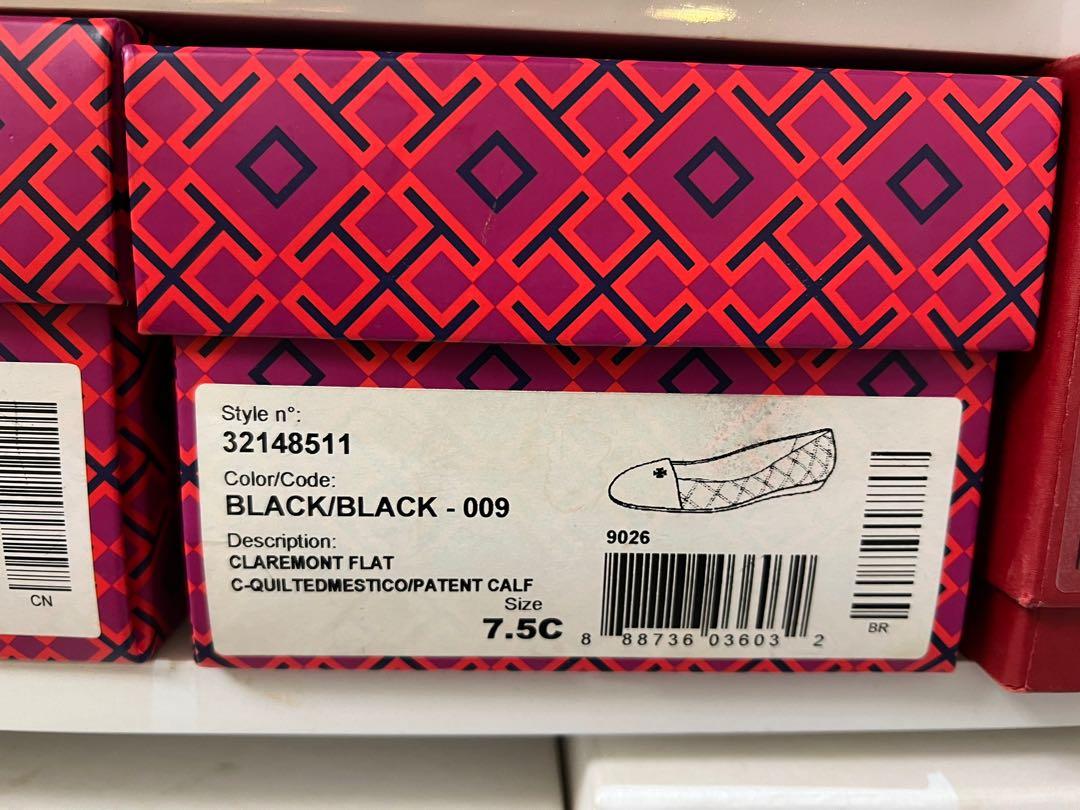 Style n°:
32148511
Color/Code:
BLACK/BLACK - 009
Description:
CLAREMONT FLAT
C-QUILTEDMESTICO/PATENT CALF
Size
7.5C
9026
8 88736 03603 2
BR
CN